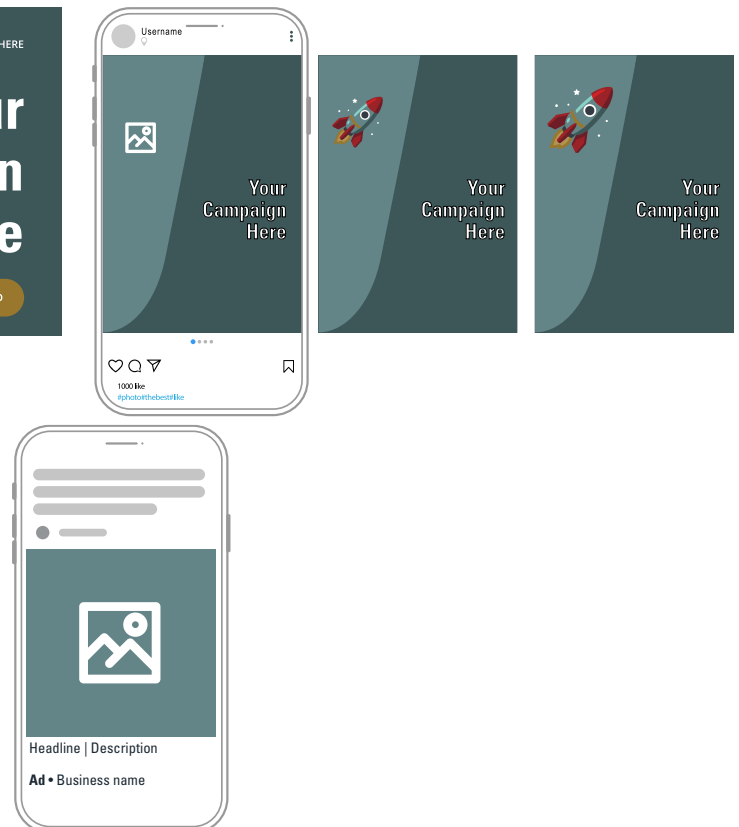 HERE
Username
Your
Campaign
Here
Your
Campaign
Here
Your
Campaign
Here
1000 like
#photo#thebest#like
Headline | Description
Ad • Business name